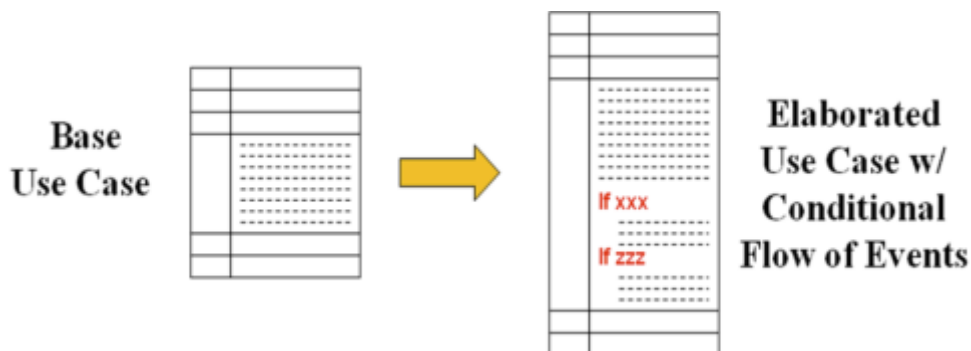 Base
Use Case
If xxx
If zzz
Elaborated
Use Case w/
Conditional
Flow of Events